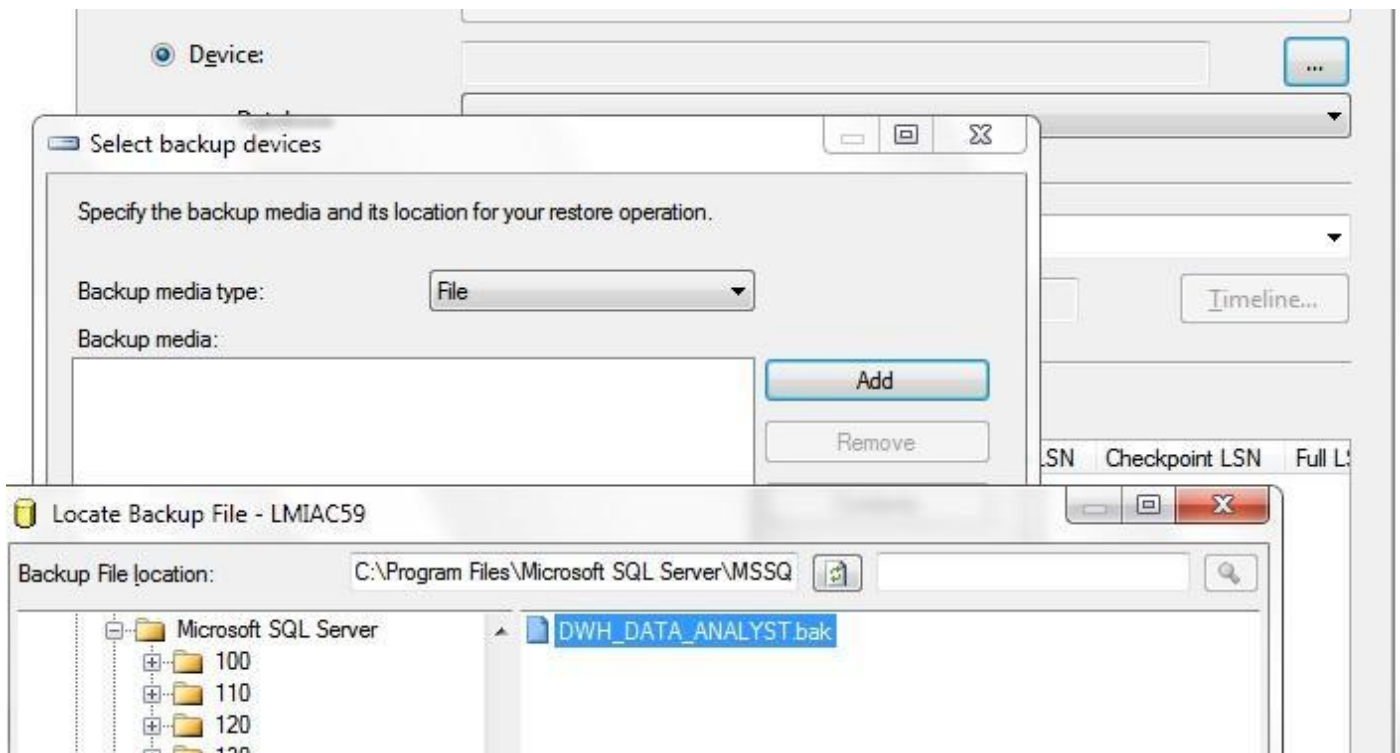 Device:
...
Select backup devices
Specify the backup media and its location for your restore operation.
Backup media type:
File
Timeline...
Backup media:
Add
Remove
LSN Checkpoint LSN Full LS
Locate Backup File - LMIAC59
Backup File location:
C:\Program Files\Microsoft SQL Server\MSSQ
Microsoft SQL Server
DWH_DATA_ANALYST.bak
100
110
120